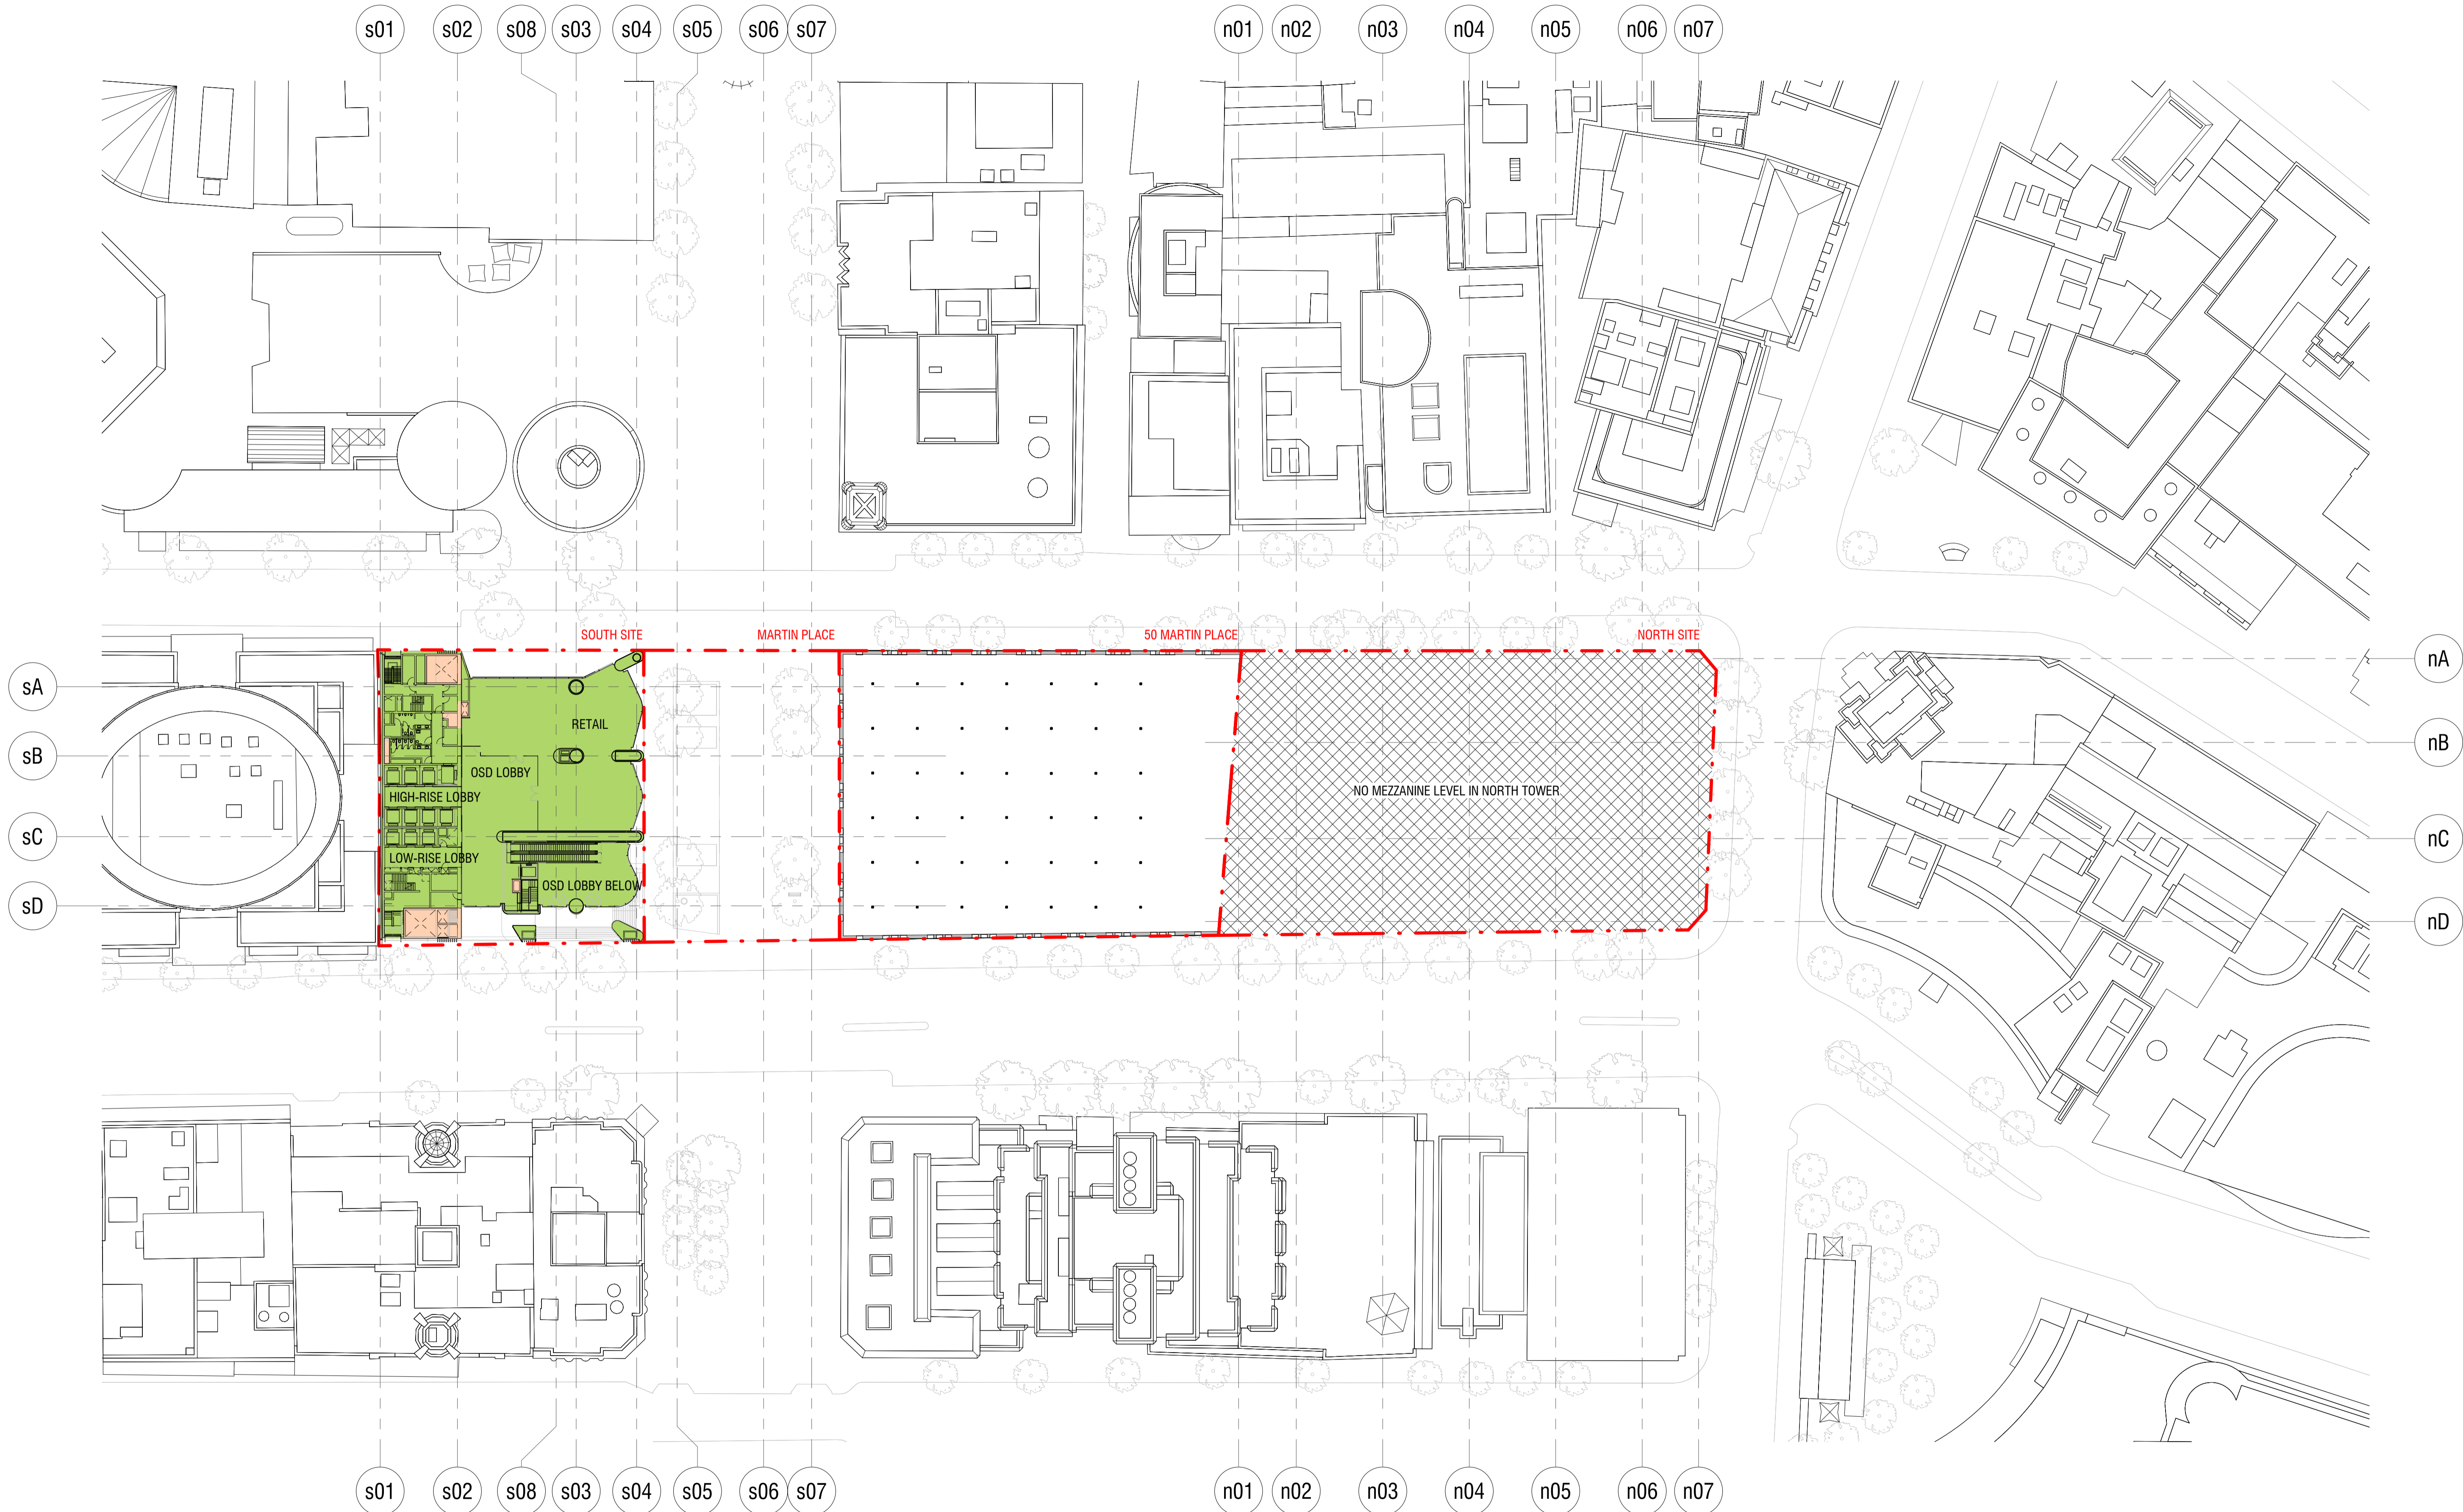 s01 s02 s08 s03 s04 s05 s06 s07 n01 n02 n03 n04 n05 n06 n07
SOUTH SITE MARTIN PLACE 50 MARTIN PLACE NORTH SITE
sA nA
RETAIL
sB nB
OSD LOBBY
NO MEZZANINE LEVEL IN NORTH TOWER
HIGH-RISE LOBBY
sC nC
LOW-RISE LOBBY
OSD LOBBY BELOW
sD nD
s01 s02 s08 s03 s04 s05 s06 s07 n01 n02 n03 n04 n05 n06 n07